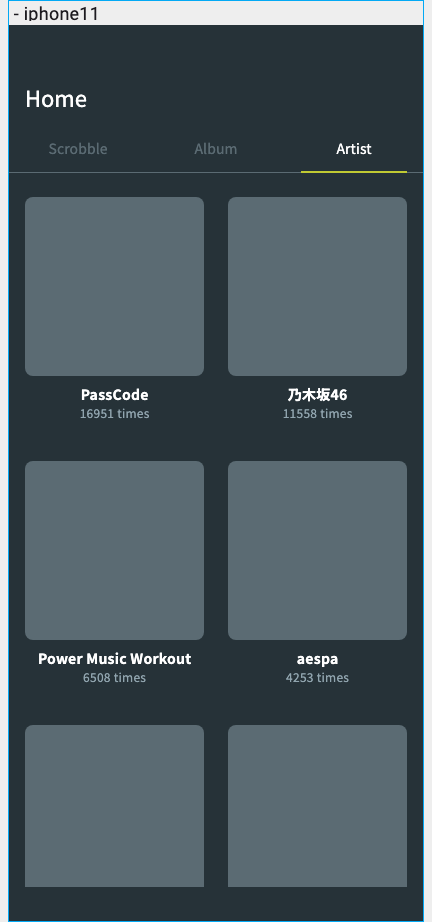 - iphone11
Home
Scrobble Album Artist
PassCode 乃木坂46
16951 times 11558 times
Power Music Workout aespa
6508 times 4253 times